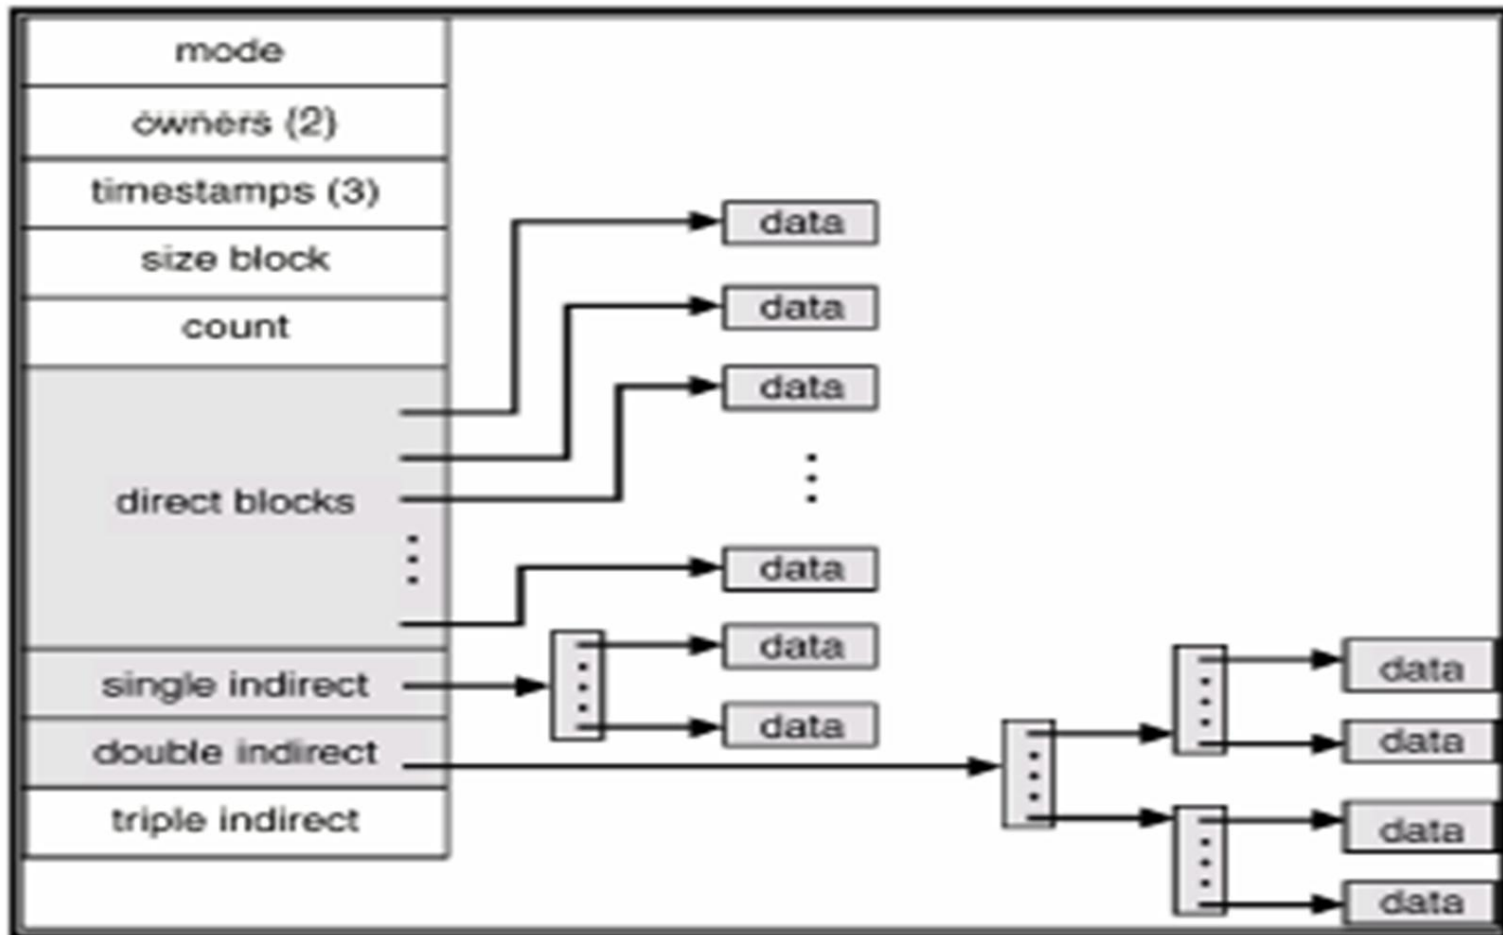 mode
owners (2)
timestamps (3)
size block
count
direct blocks
single indirect
double indirect
triple indirect
data
data
data
data
data
data
data
data
data
data